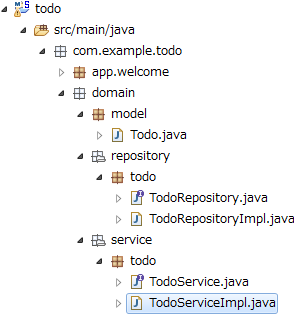 todo
src/main/java
com.example.todo
app.welcome
domain
model
Todo.java
repository
todo
TodoRepository.java
TodoRepositoryImpl.java
service
todo
TodoService.java
TodoServiceImpl.java